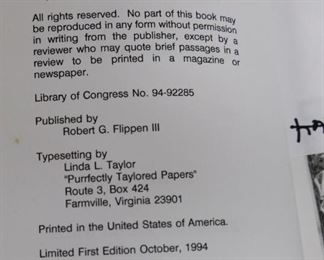 All rights reserved. No part of this book may
be reproduced in any form without permission
in writing from the publisher, except by a
reviewer who may quote brief passages in a
review to be printed in a magazine or
newspaper.
Library of Congress No. 94-92285
Published by
Robert G. Flippen III
Typesetting by
Linda L. Taylor
"Purrfectly Taylored Papers"
Route 3, Box 424
Farmville, Virginia 23901
Printed in the United States of America.
Limited First Edition October, 1994